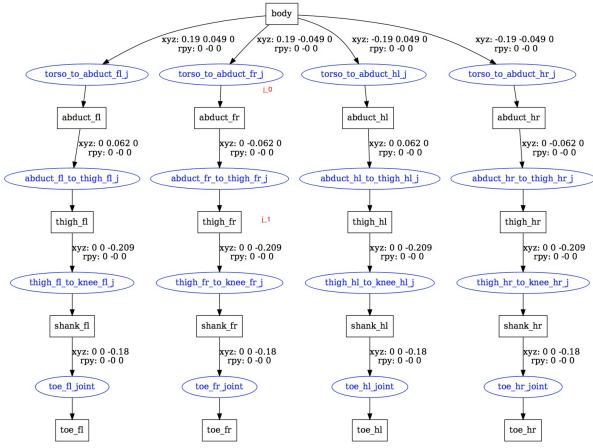 body
xyz: 0.19 0.049 0 xyz: 0.19 -0.049 0 xyz: -0.19 0.049 0 xyz: -0.19 -0.049 0
rpy: 0 -0 0 rpy: 0 -0 0 rpy: 0 -0 0 rpy: 0 -0 0
torso_to_abduct_fl_j torso_to_abduct_fr_j torso_to_abduct_hl_j torso_to_abduct_hr_j
j_0
abduct_fl abduct_fr abduct_hl abduct_hr
xyz: 0 0.062 0 xyz: 0 -0.062 0 xyz: 0 0.062 0 xyz: 0 -0.062 0
rpy: 0 -0 0 rpy: 0 -0 0 rpy: 0 -0 0 rpy: 0 -0 0
abduct_fl_to_thigh_fl_j abduct_fr_to_thigh_fr_j abduct_hl_to_thigh_hl_j abduct_hr_to_thigh_hr_j
thigh_fl thigh_fr j_1 thigh_hl thigh_hr
xyz: 0 0 -0.209 xyz: 0 0 -0.209 xyz: 0 0 -0.209 xyz: 0 0 -0.209
rpy: 0 -0 0 rpy: 0 -0 0 rpy: 0 -0 0 rpy: 0 -0 0
thigh_fl_to_knee_fl_j thigh_fr_to_knee_fr_j thigh_hl_to_knee_hl_j thigh_hr_to_knee_hr_j
shank_fl shank_fr shank_hl shank_hr
xyz: 0 0 -0.18 xyz: 0 0 -0.18 xyz: 0 0 -0.18 xyz: 0 0 -0.18
rpy: 0 -0 0 rpy: 0 -0 0 rpy: 0 -0 0 rpy: 0 -0 0
toe_fl_joint toe_fr_joint toe_hl_joint toe_hr_joint
toe_fl toe_fr toe_hl toe_hr